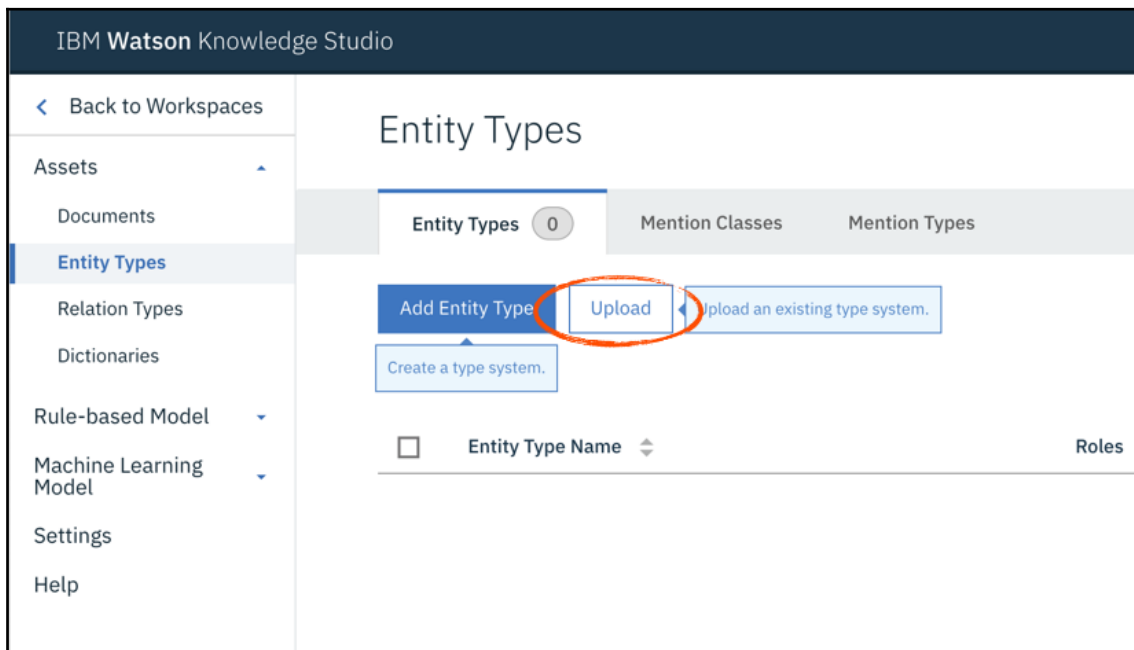 IBM Watson Knowledge Studio
Back to Workspaces
Assets
Documents
Entity Types
Relation Types
Dictionaries
Rule-based Model
Machine Learning
Model
Settings
Help
Entity Types
Entity Types 0 Mention Classes Mention Types
Add Entity Type Upload Upload an existing type system.
Create a type system.
Entity Type Name Roles